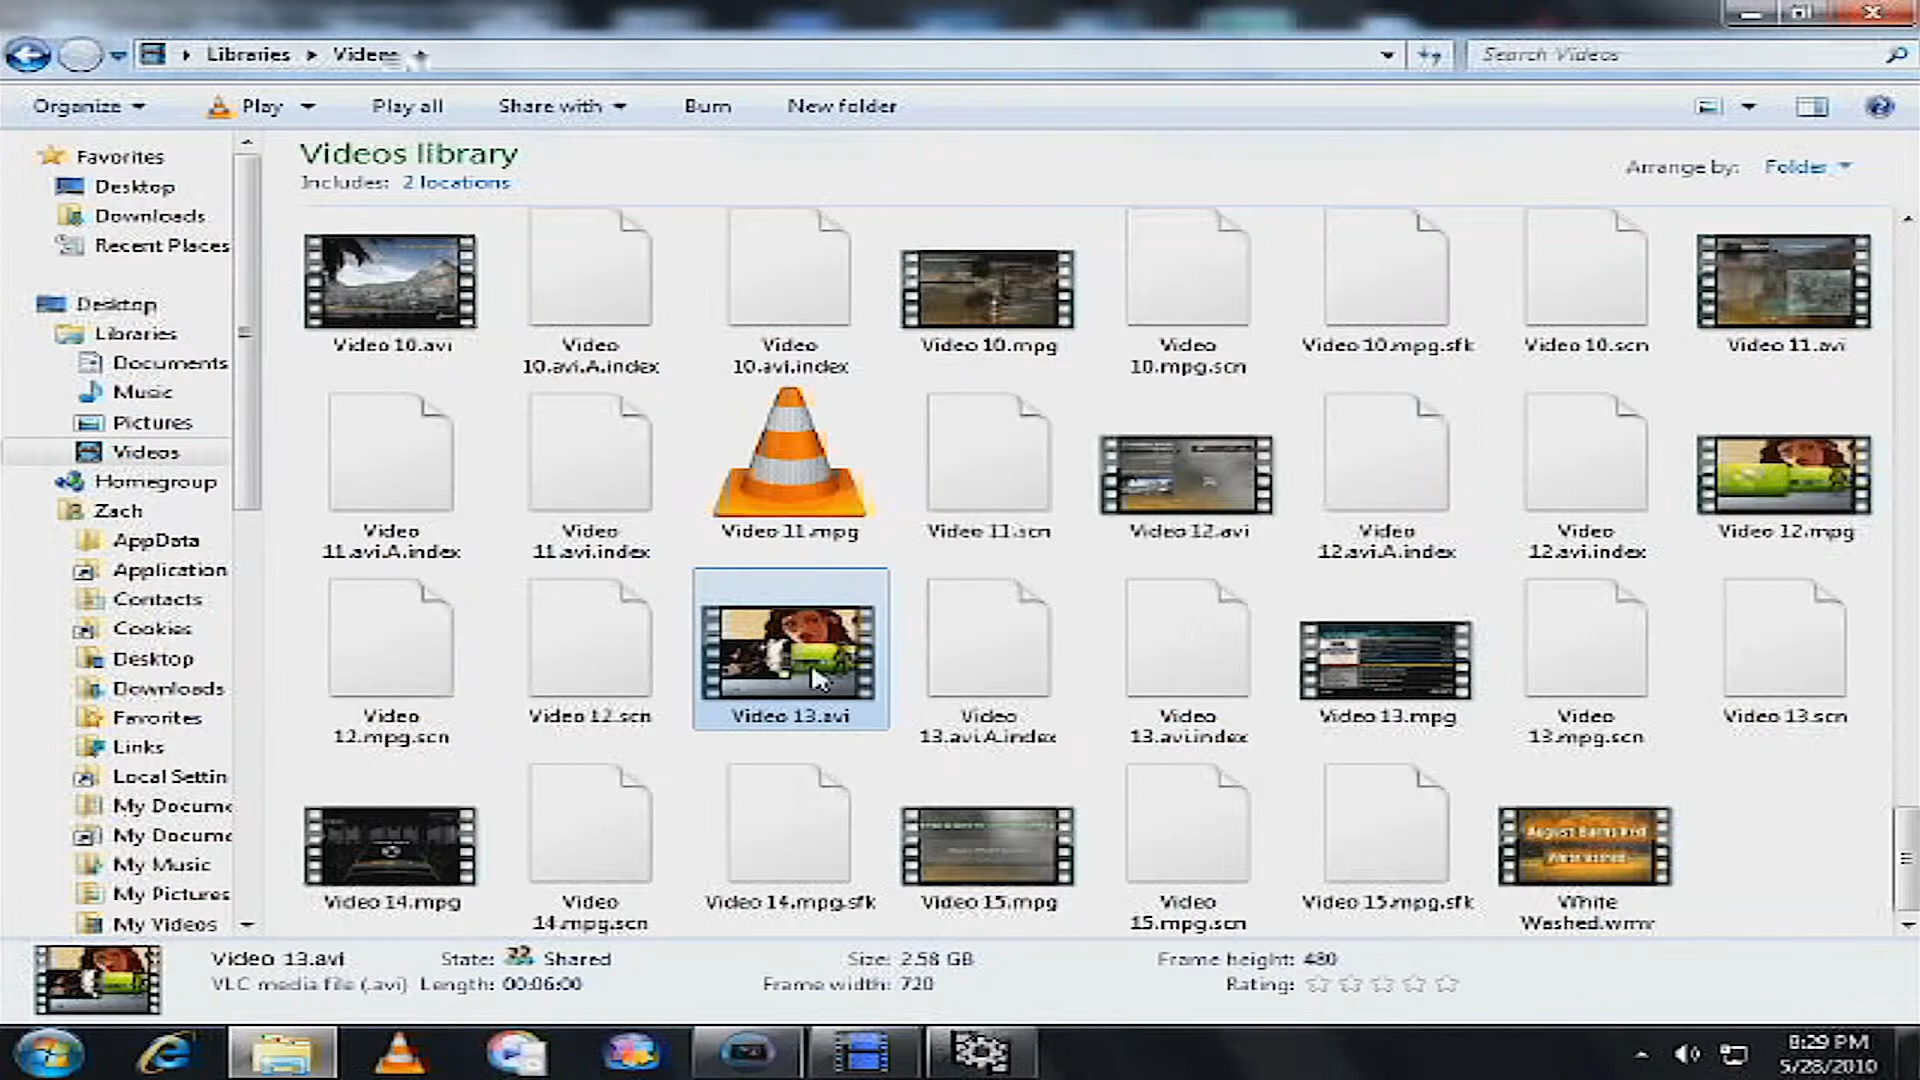 Libraries Videos
Search Videos
Organize Play Play all Share with Burn New folder
Videos library
Includes: 2 locations
Arrange by: Folder
Favorites
Desktop
Downloads
Recent Places
Desktop
Libraries
Documents
Music
Pictures
Videos
Homegroup
Zach
AppData
Application
Contacts
Cookies
Desktop
Downloads
Favorites
Links
Local Settin
My Docume
My Docume
My Music
My Pictures
My Videos
Video 10.avi
Video 10.avi.A.index
Video 10.avi.index
Video 10.mpg
Video 10.mpg.scn
Video 10.mpg.sfk
Video 10.scn
Video 11.avi
Video 11.avi.A.index
Video 11.avi.index
Video 11.mpg
Video 11.scn
Video 12.avi
Video 12.avi.A.index
Video 12.avi.index
Video 12.mpg
Video 12.mpg.scn
Video 12.scn
Video 13.avi
Video 13.avi.A.index
Video 13.avi.index
Video 13.mpg
Video 13.mpg.scn
Video 13.scn
Video 14.mpg
Video 14.mpg.scn
Video 14.mpg.sfk
Video 15.mpg
Video 15.mpg.scn
Video 15.mpg.sfk
August Burns Red
White Washed
White Washed.wmv
Video 13.avi State: Shared Size: 2.58 GB Frame height: 480
VLC media file (.avi) Length: 00:06:00 Frame width: 720 Rating:
8:29 PM
5/28/2010